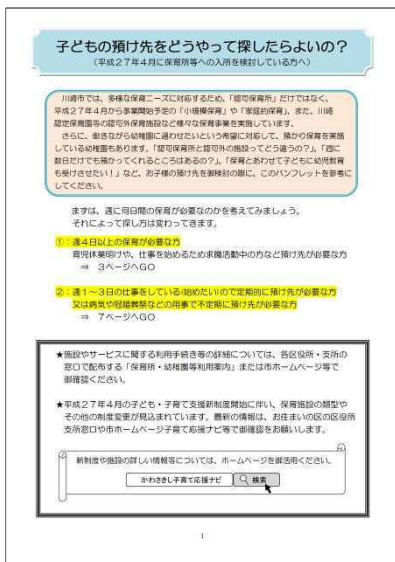 子どもの預け先をどうやって探したらよいの？
（平成27年４月に保育所等への入所を検討している方へ）
川崎市では、多様な保育ニーズに対応するため、「認可保育所」だけではなく、
平成27年４月から事業開始予定の「小規模保育」や「家庭的保育」、また、川崎
認定保育園等の認可外保育施設など様々な保育事業を実施しています。
さらに、働きながら幼稚園に通わせたいという希望に対応して、預かり保育を実施
している幼稚園もあります。「認可保育所と認可外の施設ってどう違うの？」、「週に
数日だけでも預かってくれるところはあるの？」、「保育とあわせて子どもに幼児教育
も受けさせたい！」など、お子様の預け先を御検討の際に、このパンフレットを参考に
してください。
まずは、週に何日間の保育が必要なのかを考えてみましょう。
それによって探し方は変わってきます。
①：週４日以上の保育が必要な方
育児休業明けや、仕事を始めるため求職活動中の方など預け先が必要な方
⇒ ３ページへGO
②：週１～３日の仕事をしている(始めたい)ので定期的に預け先が必要な方
又は病気や冠婚葬祭などの用事で不定期に預け先が必要な方
⇒ ７ページへGO
★施設やサービスに関する利用手続き等の詳細については、各区役所・支所の
窓口で配布する「保育所・幼稚園等利用案内」または市ホームページ等で
御確認ください。
★平成27年４月の子ども・子育て支援新制度開始に伴い、保育施設の類型や
その他の制度変更が見込まれています。最新の情報は、お住まいの区の区役所
支所窓口や市ホームページ子育て応援ナビ等で御確認をお願いします。
新制度や施設の詳しい情報等については、ホームページを御活用ください。
かわさきし子育て応援ナビ 検索
1